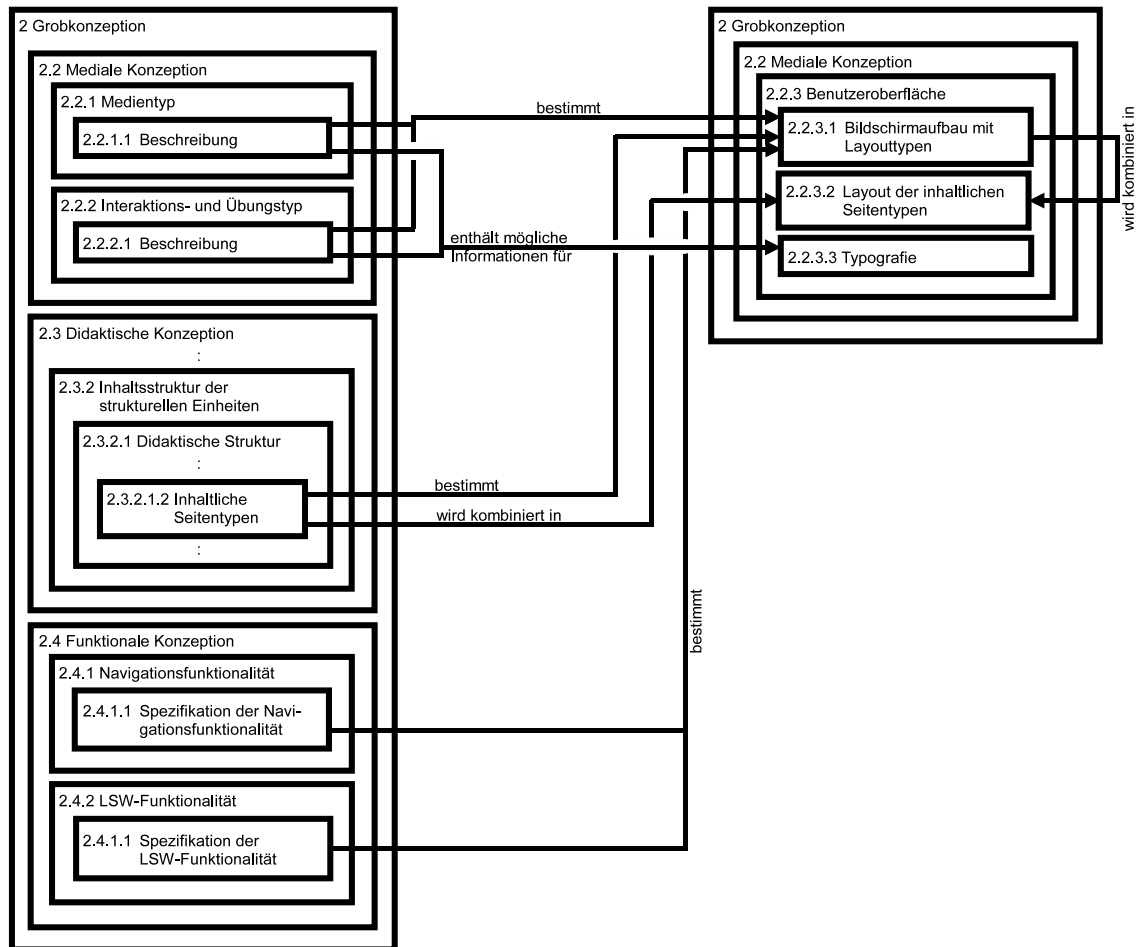 2 Grobkonzeption
2.2 Mediale Konzeption
2.2.1 Medientyp
2.2.1.1 Beschreibung
2.2.2 Interaktions- und Übungstyp
2.2.2.1 Beschreibung
2.3 Didaktische Konzeption
:
2.3.2 Inhaltsstruktur der
strukturellen Einheiten
2.3.2.1 Didaktische Struktur
:
2.3.2.1.2 Inhaltliche
Seitentypen
:
2.4 Funktionale Konzeption
2.4.1 Navigationsfunktionalität
2.4.1.1 Spezifikation der Navi-
gationsfunktionalität
2.4.2 LSW-Funktionalität
2.4.1.1 Spezifikation der
LSW-Funktionalität
bestimmt
enthält mögliche
Informationen für
bestimmt
wird kombiniert in
bestimmt
2 Grobkonzeption
2.2 Mediale Konzeption
2.2.3 Benutzeroberfläche
2.2.3.1 Bildschirmaufbau mit
Layouttypen
2.2.3.2 Layout der inhaltlichen
Seitentypen
2.2.3.3 Typografie
wird kombiniert in